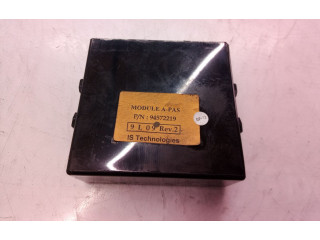 MODULE A-PAS
P/N : 96572219
9 L 09 Rev.2
IS Technologies